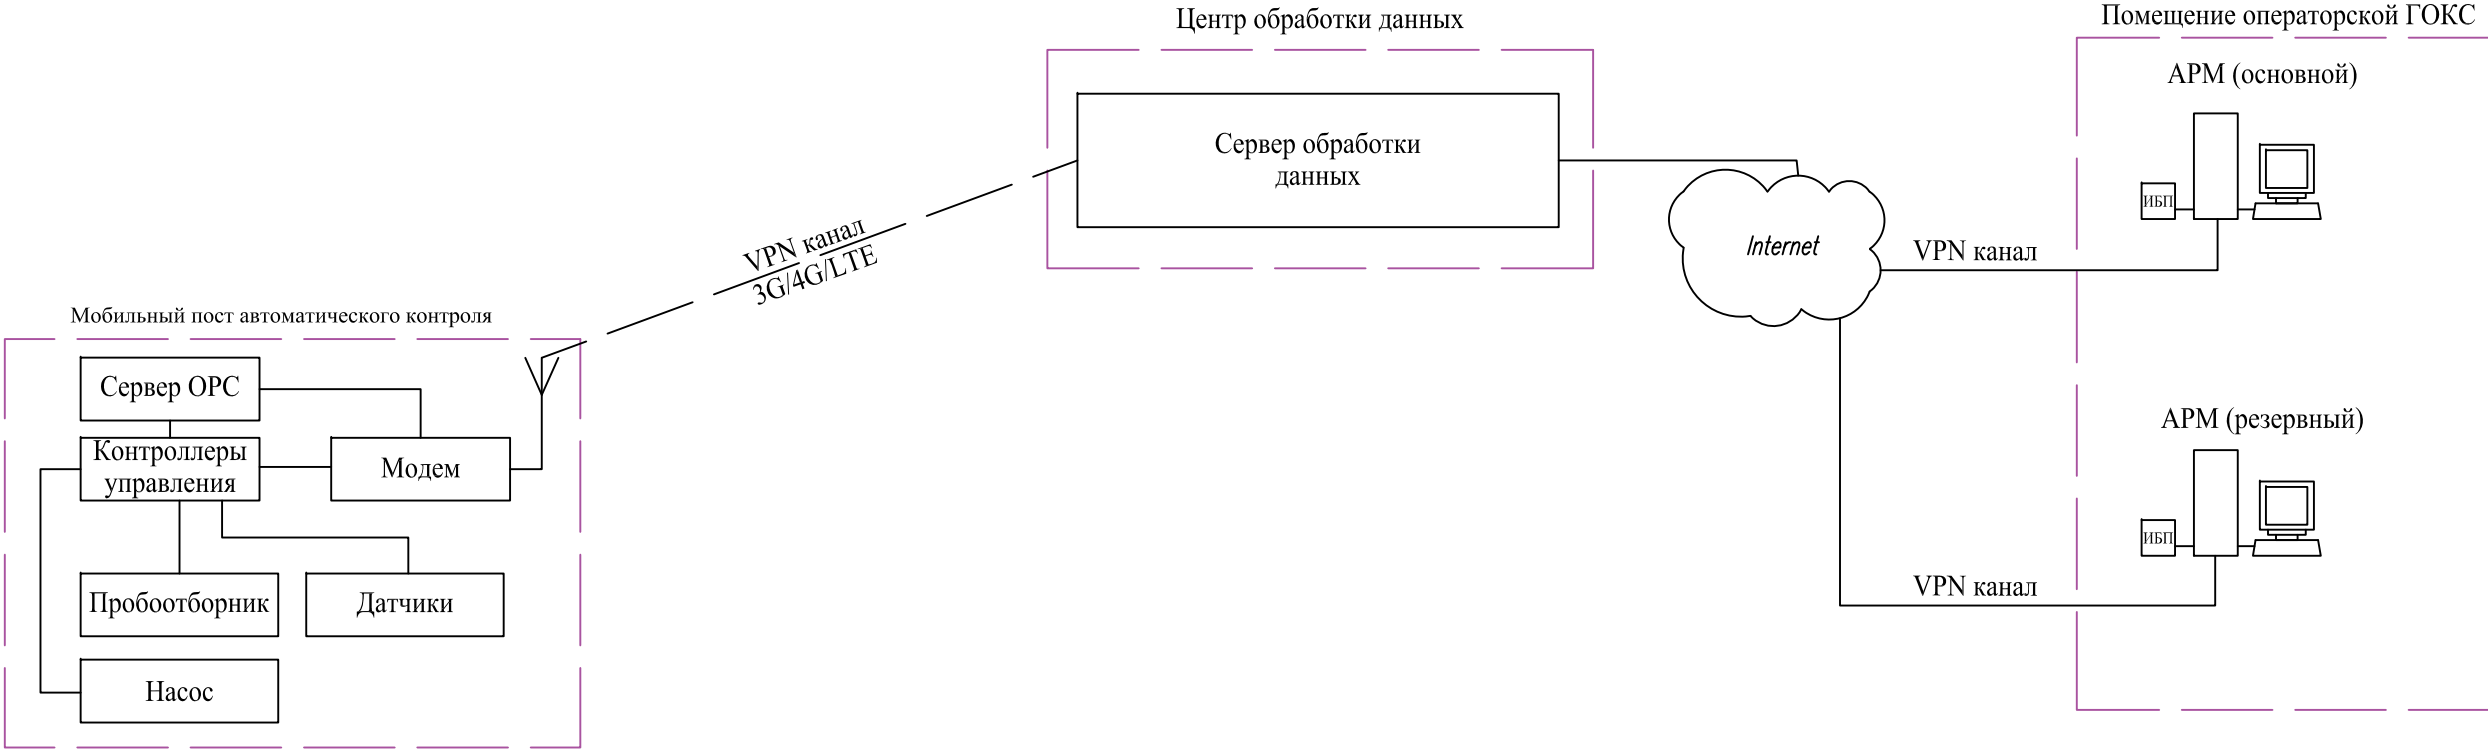 Центр обработки данных
Помещение операторской ГОКС
АРМ (основной)
Сервер обработки
данных
ИБП
Internet
VPN канал
VPN канал
3G/4G/LTE
Мобильный пост автоматического контроля
Сервер OPC
Контроллеры
управления
Модем
АРМ (резервный)
ИБП
VPN канал
Пробоотборник
Датчики
Насос